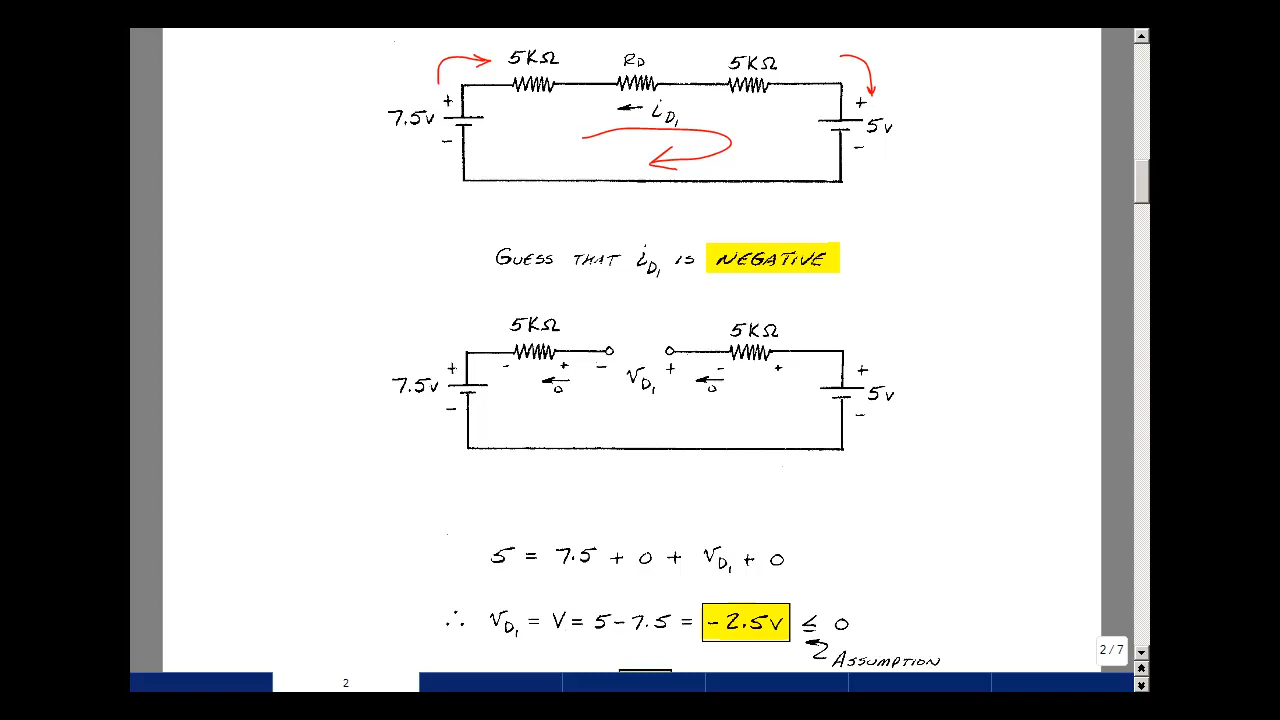 5KΩ RD 5KΩ
+ +
7.5V iD1 5V
- -
GUESS THAT iD1 IS NEGATIVE
5KΩ 5KΩ
+ - + - + - + +
7.5V 0 VD1 0 5V
- -
5 = 7.5 + 0 + VD1 + 0
∴ VD1 = V = 5 - 7.5 = -2.5V ≤ 0
ASSUMPTION
2 / 7
2